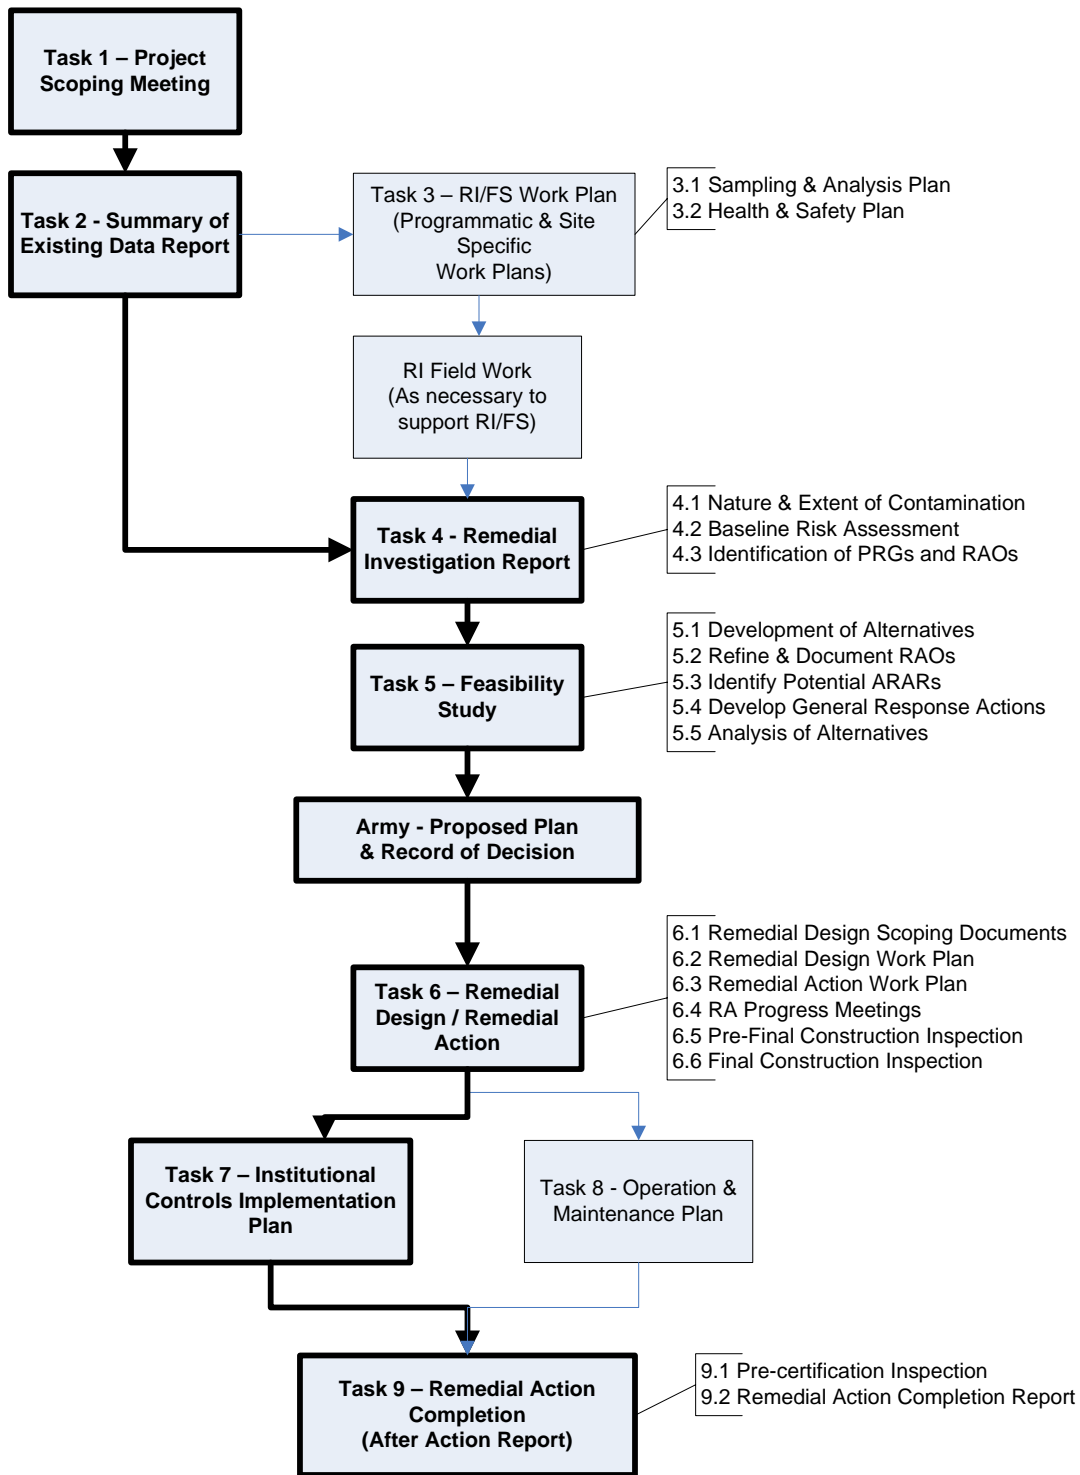 Task 1 – Project
Scoping Meeting
Task 2 - Summary of
Existing Data Report
Task 3 – RI/FS Work Plan
(Programmatic & Site
Specific
Work Plans)
3.1 Sampling & Analysis Plan
3.2 Health & Safety Plan
RI Field Work
(As necessary to
support RI/FS)
Task 4 - Remedial
Investigation Report
4.1 Nature & Extent of Contamination
4.2 Baseline Risk Assessment
4.3 Identification of PRGs and RAOs
Task 5 – Feasibility
Study
5.1 Development of Alternatives
5.2 Refine & Document RAOs
5.3 Identify Potential ARARs
5.4 Develop General Response Actions
5.5 Analysis of Alternatives
Army - Proposed Plan
& Record of Decision
Task 6 – Remedial
Design / Remedial
Action
6.1 Remedial Design Scoping Documents
6.2 Remedial Design Work Plan
6.3 Remedial Action Work Plan
6.4 RA Progress Meetings
6.5 Pre-Final Construction Inspection
6.6 Final Construction Inspection
Task 7 – Institutional
Controls Implementation
Plan
Task 8 - Operation &
Maintenance Plan
Task 9 – Remedial Action
Completion
(After Action Report)
9.1 Pre-certification Inspection
9.2 Remedial Action Completion Report